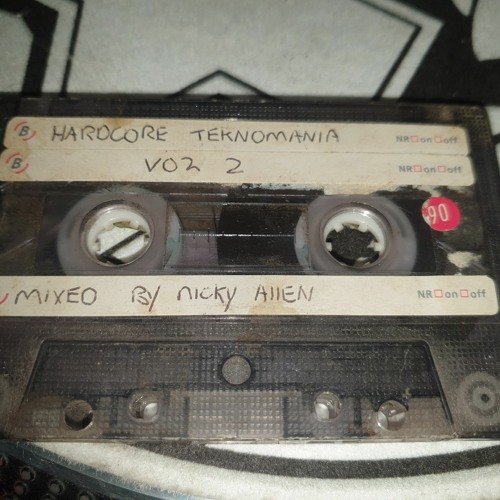 B HARDCORE TEKNOMANIA NR on off
B VOL 2 NR on off
90
MIXED By NICKY AllEN NR on off